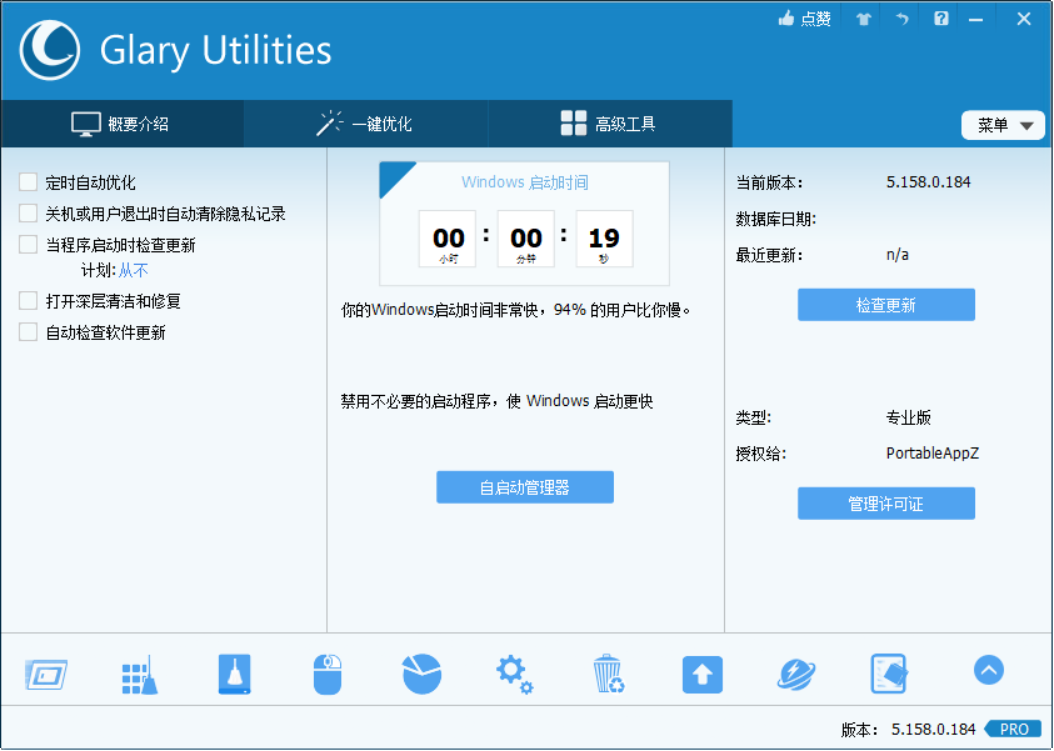 点赞
Glary Utilities
概要介绍
一键优化
高级工具
菜单
定时自动优化
关机或用户退出时自动清除隐私记录
当程序启动时检查更新
计划:从不
打开深层清洁和修复
自动检查软件更新
Windows 启动时间
00 : 00 : 19
小时 分钟 秒
你的Windows启动时间非常快，94% 的用户比你慢。
禁用不必要的启动程序，使 Windows 启动更快
自启动管理器
当前版本： 5.158.0.184
数据库日期:
最近更新： n/a
检查更新
类型: 专业版
授权给: PortableAppZ
管理许可证
版本： 5.158.0.184 PRO